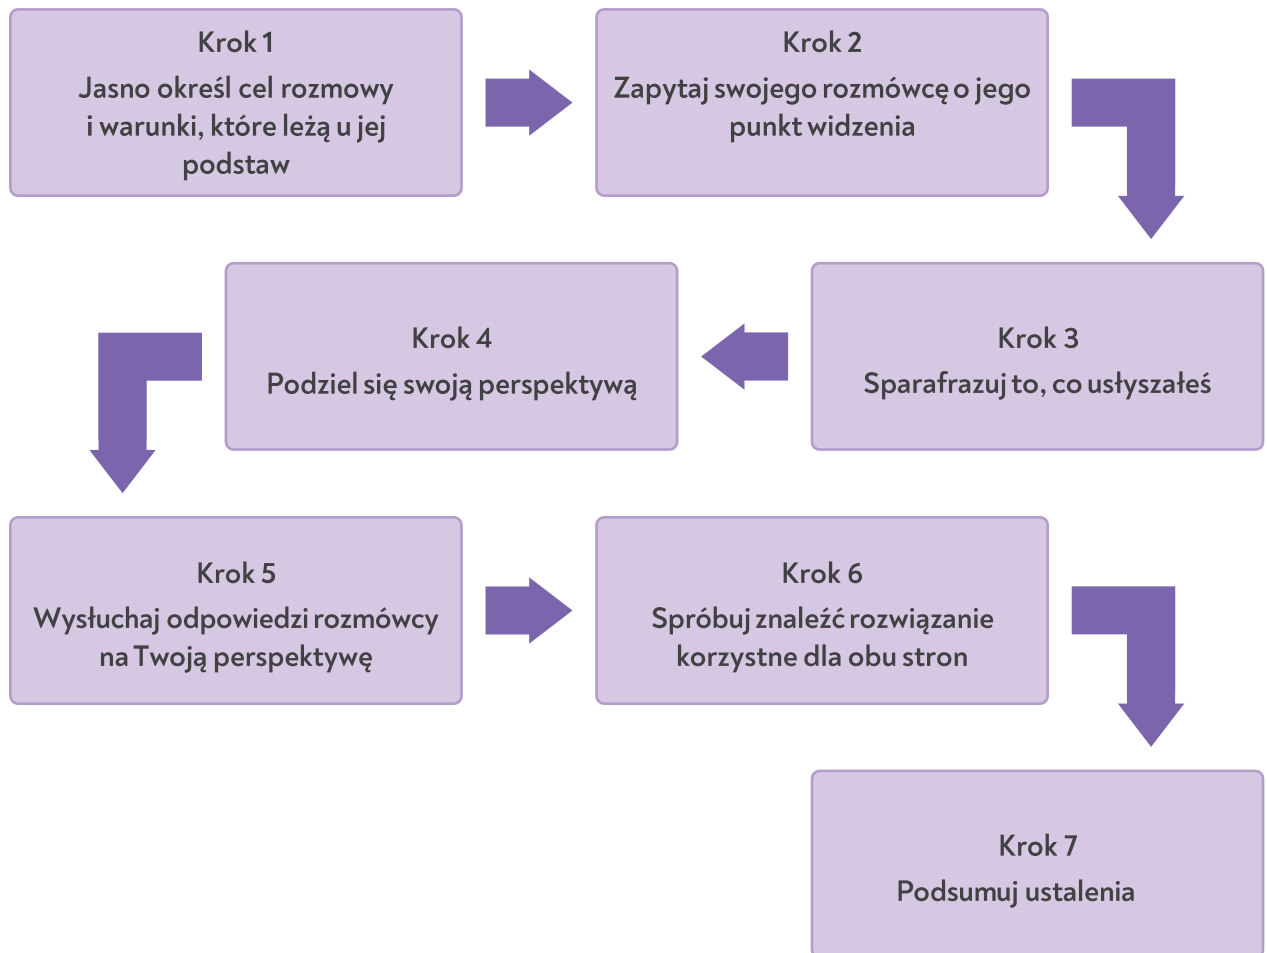 Krok 1
Jasno określ cel rozmowy
i warunki, które leżą u jej
podstaw
Krok 2
Zapytaj swojego rozmówcę o jego
punkt widzenia
Krok 3
Sparafrazuj to, co usłyszałeś
Krok 4
Podziel się swoją perspektywą
Krok 5
Wysłuchaj odpowiedzi rozmówcy
na Twoją perspektywę
Krok 6
Spróbuj znaleźć rozwiązanie
korzystne dla obu stron
Krok 7
Podsumuj ustalenia